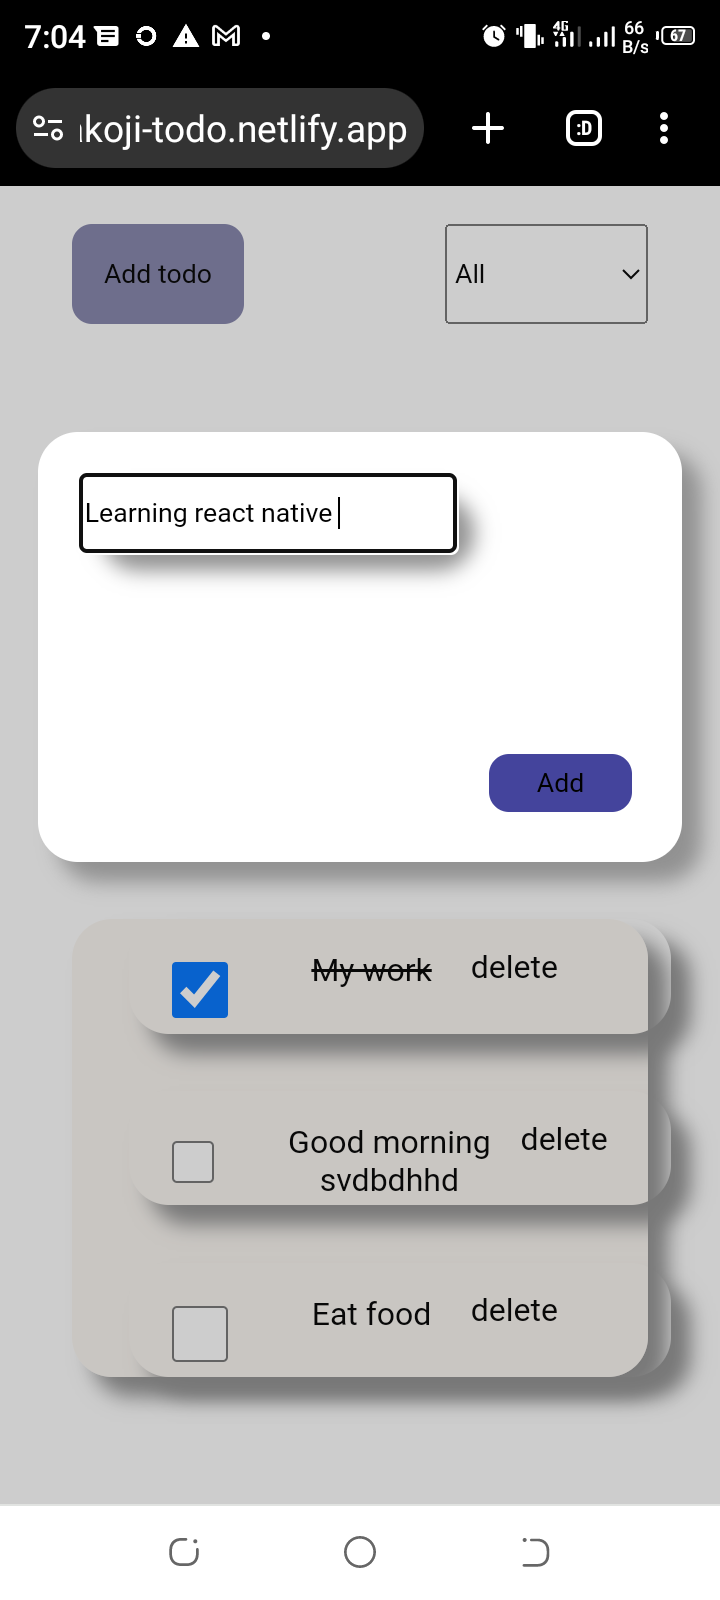 7:04 4G 66 B/s 67
koji-todo.netlify.app :D
Add todo All
Learning react native
Add
My work delete
Good morning delete
svdbdhhd
Eat food delete